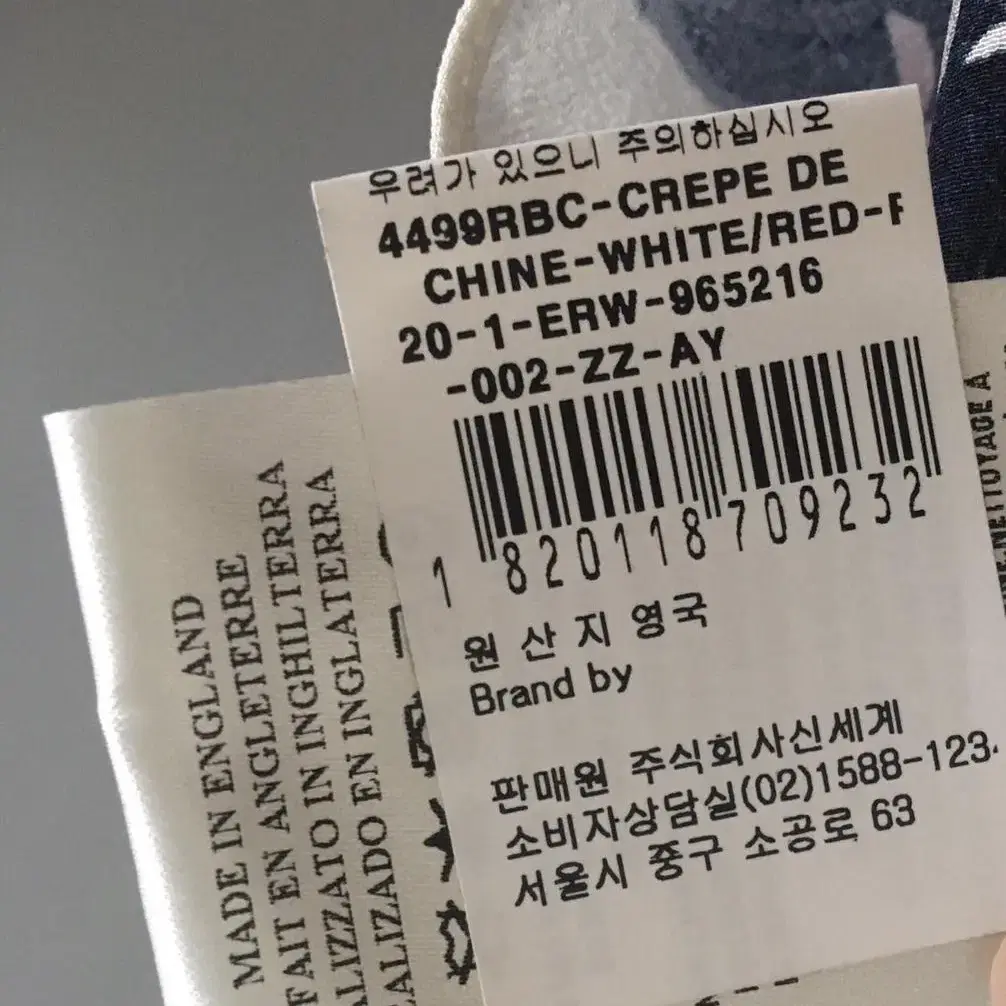 우려가 있으니 주의하십시오
4499RBC-CREPE DE
CHINE-WHITE/RED-F
20-1-ERW-965216
-002-ZZ-AY
1 820118 709232
원 산 지 영국
Brand by
판매원 주식회사신세계
소비자상담실(02)1588-123
서울시 중구 소공로 63
MADE IN ENGLAND
FAIT EN ANGLETERRE
ALIZZATO IN INGHILTERRA
EALIZADO EN INGLATERRA
NETTOYAGE A